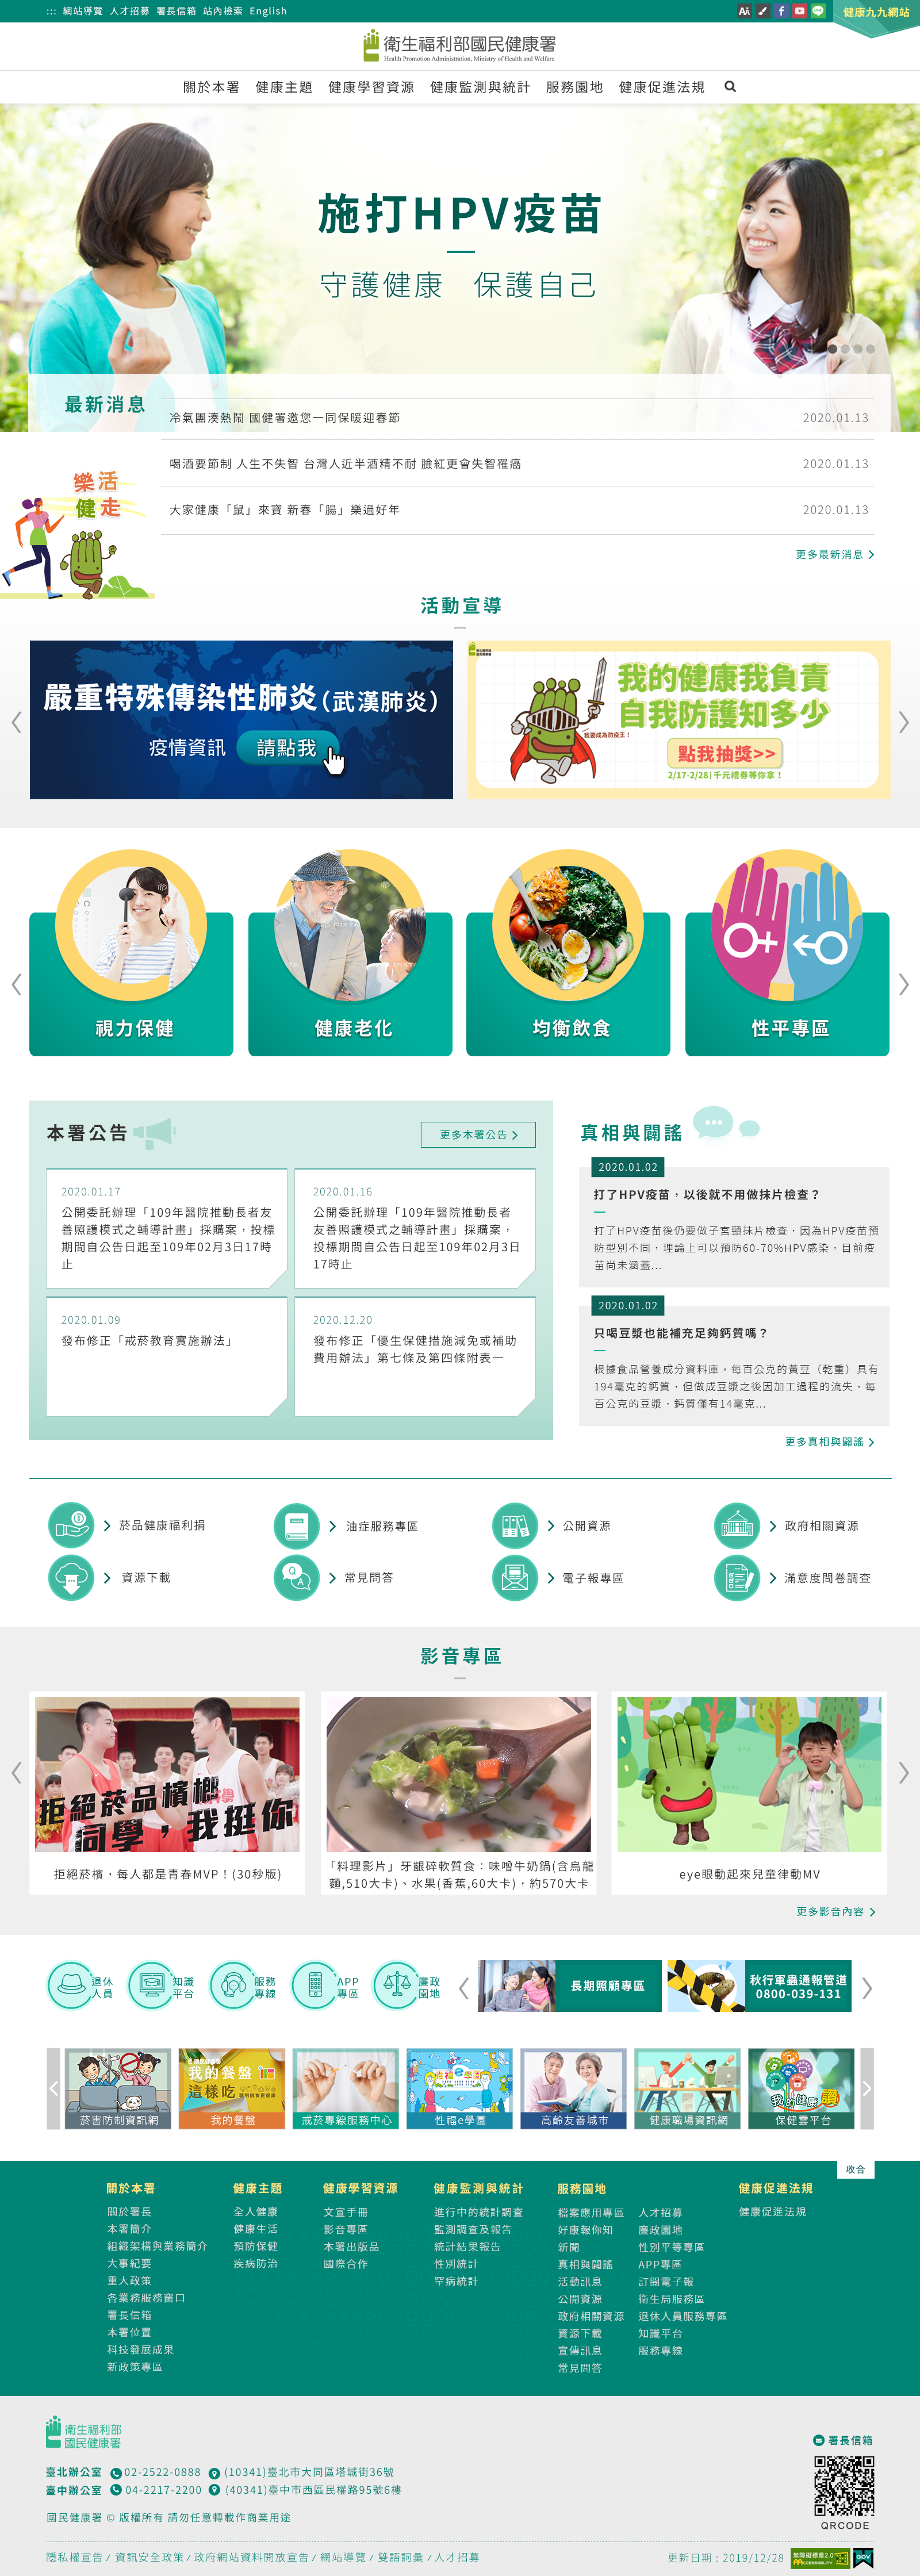 ::: 網站導覽 人才招募 署長信箱 站內檢索 English
健康九九網站
衛生福利部國民健康署
Health Promotion Administration, Ministry of Health and Welfare
關於本署 健康主題 健康學習資源 健康監測與統計 服務園地 健康促進法規
施打HPV疫苗
守護健康 保護自己
最新消息
冷氣團湊熱鬧 國健署邀您一同保暖迎春節 2020.01.13
喝酒要節制 人生不失智 台灣人近半酒精不耐 臉紅更會失智罹癌 2020.01.13
大家健康「鼠」來寶 新春「腸」樂過好年 2020.01.13
樂活
健走
更多最新消息
活動宣導
嚴重特殊傳染性肺炎(武漢肺炎)
疫情資訊 請點我
我的健康我負責
自我防護知多少
我要成為防疫王！
點我抽獎>>
2/17-2/28|千元禮券等你拿！
視力保健
健康老化
均衡飲食
性平專區
本署公告
更多本署公告
2020.01.17
公開委託辦理「109年醫院推動長者友
善照護模式之輔導計畫」採購案，投標
期間自公告日起至109年02月3日17時
止
2020.01.16
公開委託辦理「109年醫院推動長者
友善照護模式之輔導計畫」採購案，
投標期間自公告日起至109年02月3日
17時止
2020.01.09
發布修正「戒菸教育實施辦法」
2020.12.20
發布修正「優生保健措施減免或補助
費用辦法」第七條及第四條附表一
真相與闢謠
2020.01.02
打了HPV疫苗，以後就不用做抹片檢查？
打了HPV疫苗後仍要做子宮頸抹片檢查，因為HPV疫苗預
防型別不同，理論上可以預防60-70%HPV感染，目前疫
苗尚未涵蓋...
2020.01.02
只喝豆漿也能補充足夠鈣質嗎？
根據食品營養成分資料庫，每百公克的黃豆（乾重）具有
194毫克的鈣質，但做成豆漿之後因加工過程的流失，每
百公克的豆漿，鈣質僅有14毫克...
更多真相與闢謠
菸品健康福利捐
油症服務專區
公開資源
政府相關資源
資源下載
常見問答
電子報專區
滿意度問卷調查
影音專區
拒絕菸品檳榔
同學，我挺你
拒絕菸檳，每人都是青春MVP！(30秒版)
「料理影片」牙齦碎軟質食：味噌牛奶鍋(含烏龍
麵,510大卡)、水果(香蕉,60大卡)，約570大卡
eye眼動起來兒童律動MV
更多影音內容
退休
人員
知識
平台
服務
專線
APP
專區
廉政
園地
長期照顧專區
秋行軍蟲通報管道
0800-039-131
菸害防制資訊網
我的餐盤
這樣吃
我的餐盤
戒菸專線服務中心
性福e學園
性福e學園
高齡友善城市
健康職場資訊網
我的健康讚
保健雲平台
收合
關於本署
關於署長
本署簡介
組織架構與業務簡介
大事紀要
重大政策
各業務服務窗口
署長信箱
本署位置
科技發展成果
新政策專區
健康主題
全人健康
健康生活
預防保健
疾病防治
健康學習資源
文宣手冊
影音專區
本署出版品
國際合作
健康監測與統計
進行中的統計調查
監測調查及報告
統計結果報告
性別統計
罕病統計
服務園地
檔案應用專區
好康報你知
新聞
真相與闢謠
活動訊息
公開資源
政府相關資源
資源下載
宣傳訊息
常見問答
人才招募
廉政園地
性別平等專區
APP專區
訂閱電子報
衛生局服務區
退休人員服務專區
知識平台
服務專線
健康促進法規
健康促進法規
衛生福利部
國民健康署
臺北辦公室 02-2522-0888 (10341)臺北市大同區塔城街36號
臺中辦公室 04-2217-2200 (40341)臺中市西區民權路95號6樓
國民健康署 © 版權所有 請勿任意轉載作商業用途
署長信箱
QRCODE
隱私權宣告/ 資訊安全政策/政府網站資料開放宣告/ 網站導覽/ 雙語詞彙/人才招募
更新日期：2019/12/28